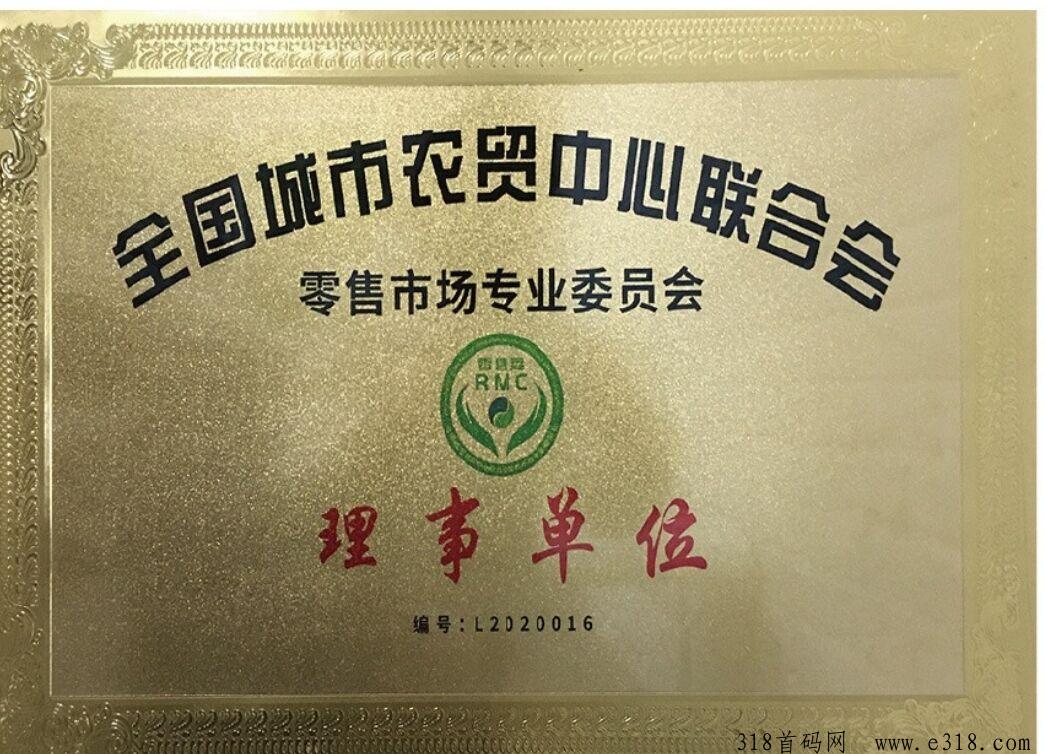 全国城市农贸中心联合会
零售市场专业委员会
RMC
理事单位
编号:L2020016
318首码网 www.e318.com